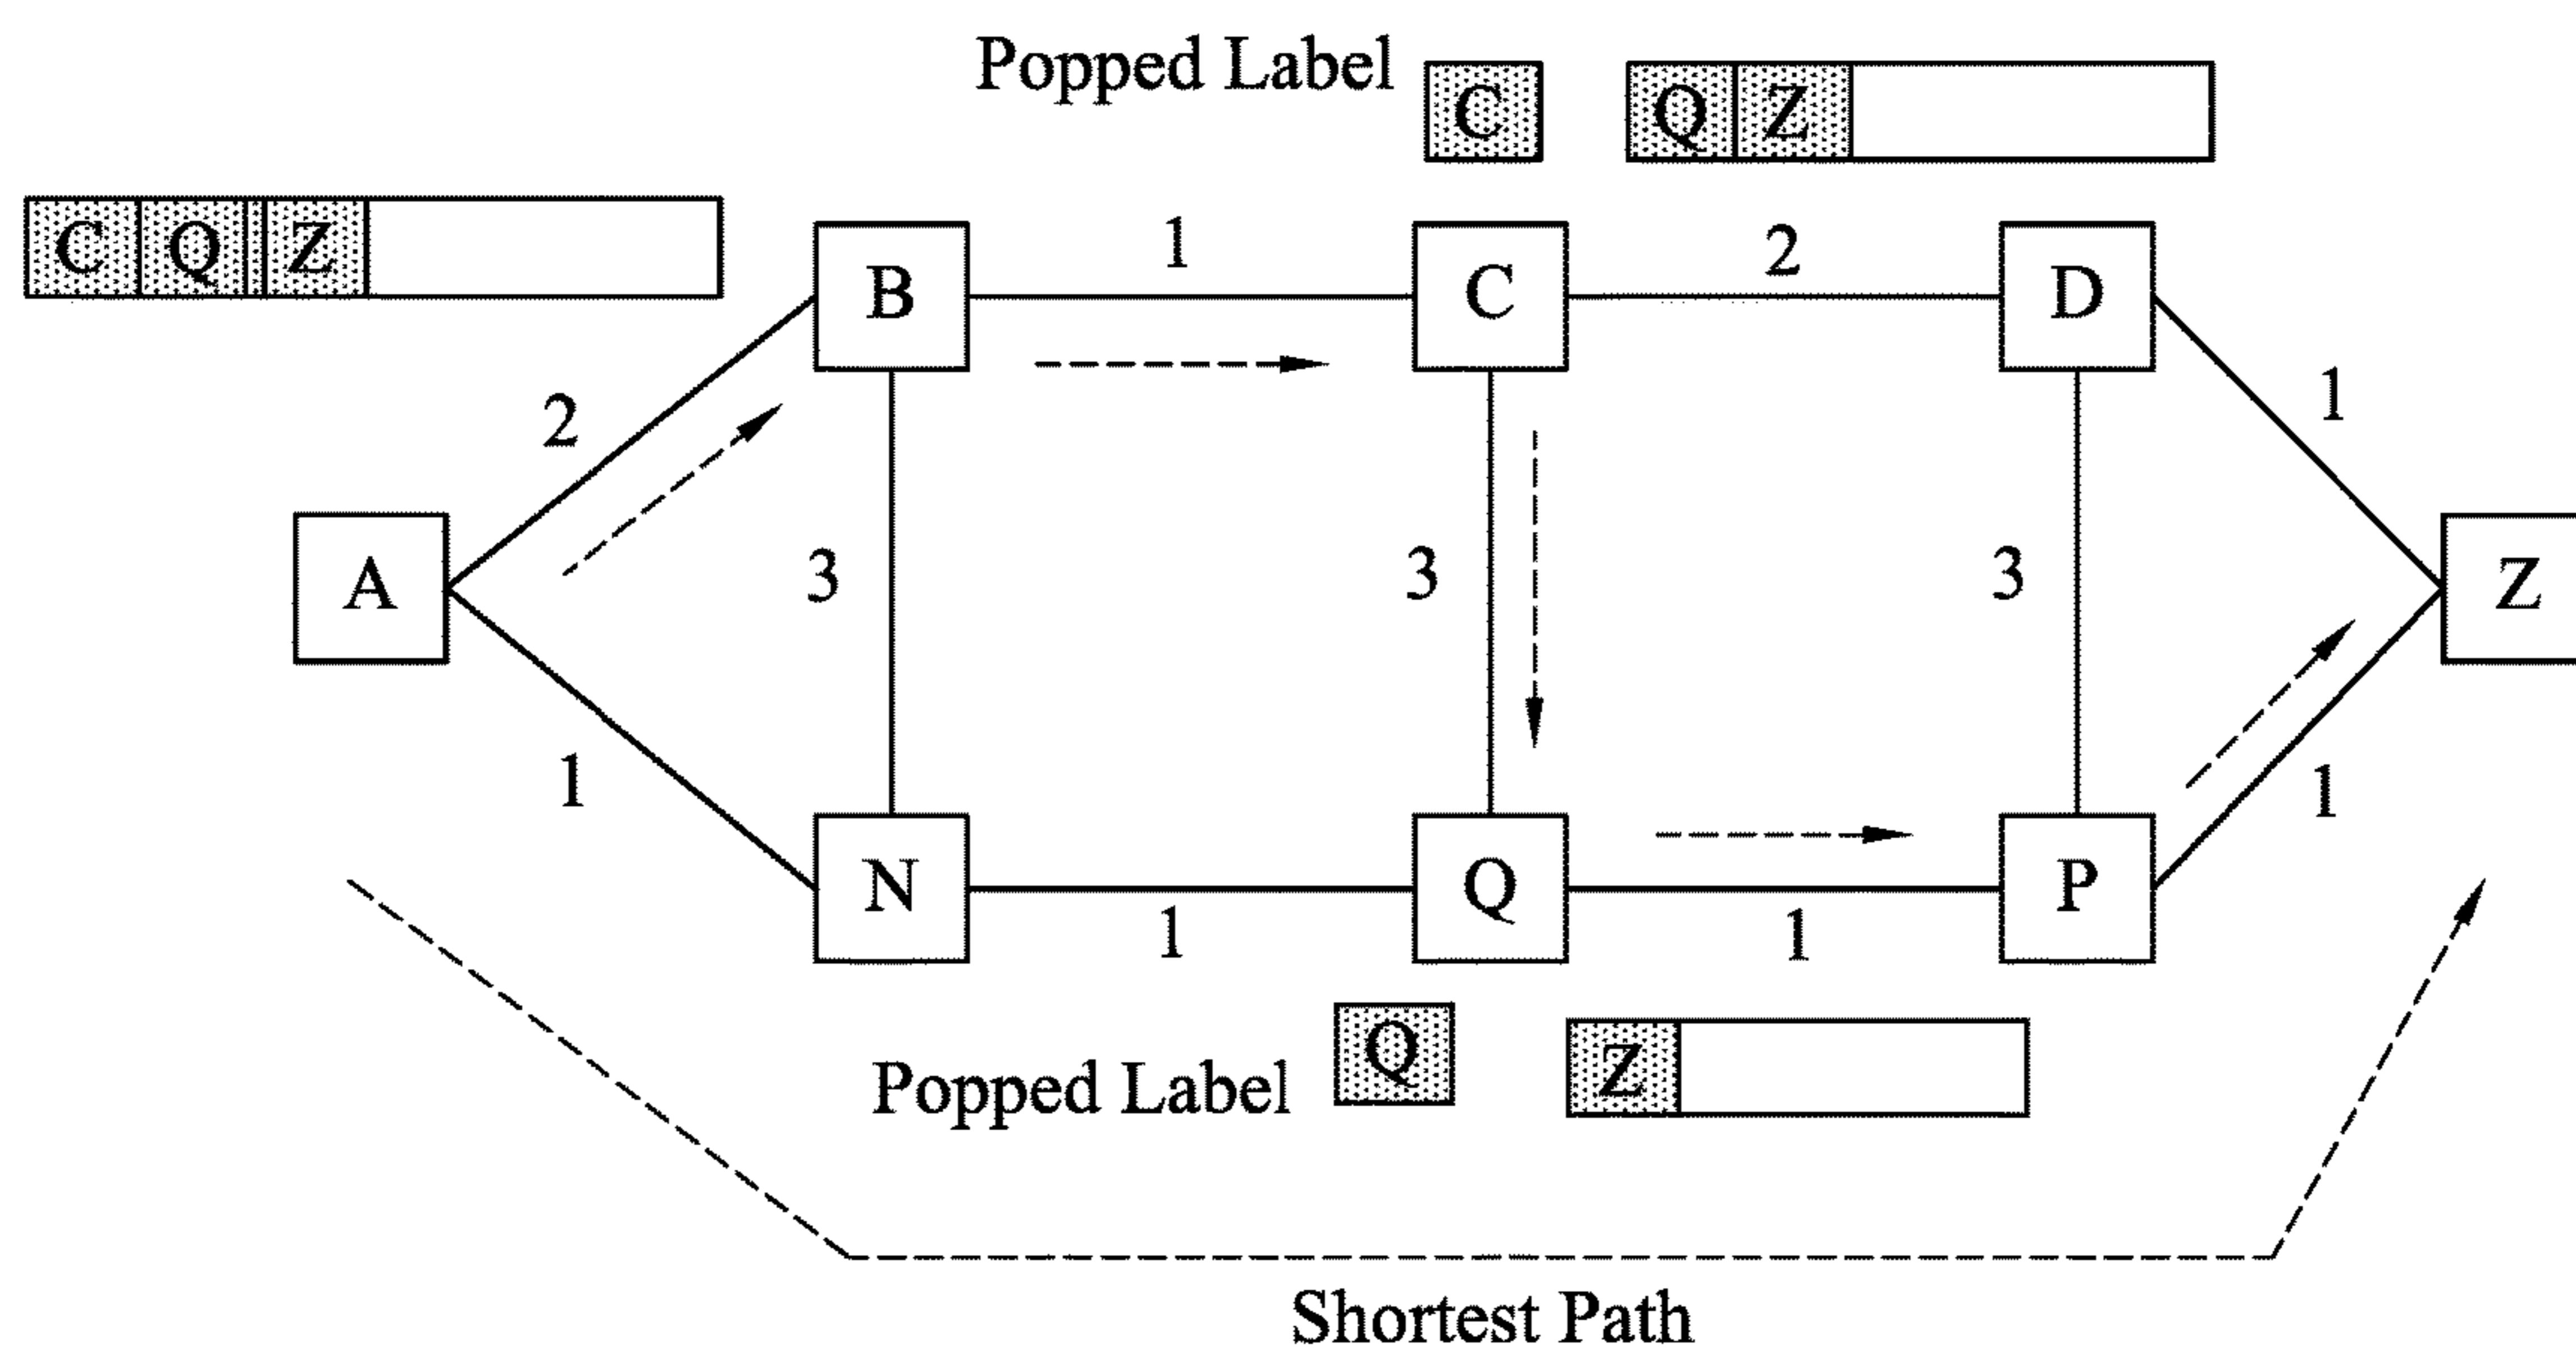 Popped Label C Q Z
C Q Z
B 1 C 2 D
2 1
A 3 3 3 Z
1 1
N Q P
1 1
Popped Label Q Z
Shortest Path